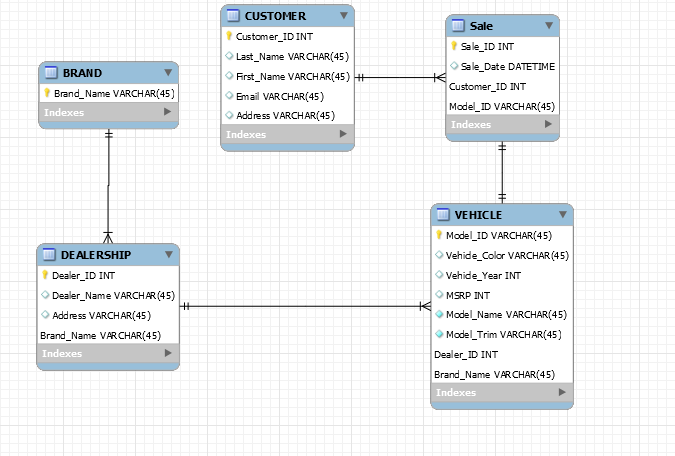 CUSTOMER
Customer_ID INT
Last_Name VARCHAR(45)
First_Name VARCHAR(45)
Email VARCHAR(45)
Address VARCHAR(45)
Indexes
Sale
Sale_ID INT
Sale_Date DATETIME
Customer_ID INT
Model_ID VARCHAR(45)
Indexes
BRAND
Brand_Name VARCHAR(45)
Indexes
DEALERSHIP
Dealer_ID INT
Dealer_Name VARCHAR(45)
Address VARCHAR(45)
Brand_Name VARCHAR(45)
Indexes
VEHICLE
Model_ID VARCHAR(45)
Vehicle_Color VARCHAR(45)
Vehicle_Year INT
MSRP INT
Model_Name VARCHAR(45)
Model_Trim VARCHAR(45)
Dealer_ID INT
Brand_Name VARCHAR(45)
Indexes